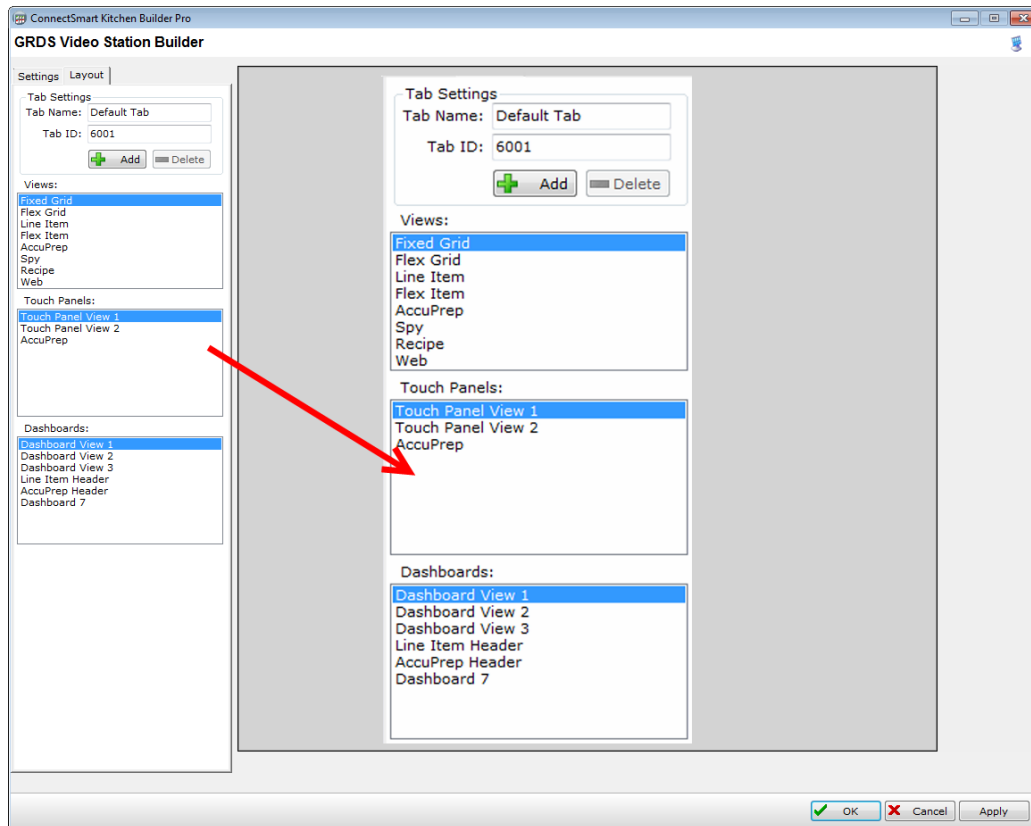 ConnectSmart Kitchen Builder Pro
GRDS Video Station Builder
Settings Layout
Tab Settings
Tab Name: Default Tab
Tab ID: 6001
Add Delete
Views:
Fixed Grid
Flex Grid
Line Item
Flex Item
AccuPrep
Spy
Recipe
Web
Touch Panels:
Touch Panel View 1
Touch Panel View 2
AccuPrep
Dashboards:
Dashboard View 1
Dashboard View 2
Dashboard View 3
Line Item Header
AccuPrep Header
Dashboard 7
Tab Settings
Tab Name: Default Tab
Tab ID: 6001
Add Delete
Views:
Fixed Grid
Flex Grid
Line Item
Flex Item
AccuPrep
Spy
Recipe
Web
Touch Panels:
Touch Panel View 1
Touch Panel View 2
AccuPrep
Dashboards:
Dashboard View 1
Dashboard View 2
Dashboard View 3
Line Item Header
AccuPrep Header
Dashboard 7
OK Cancel Apply